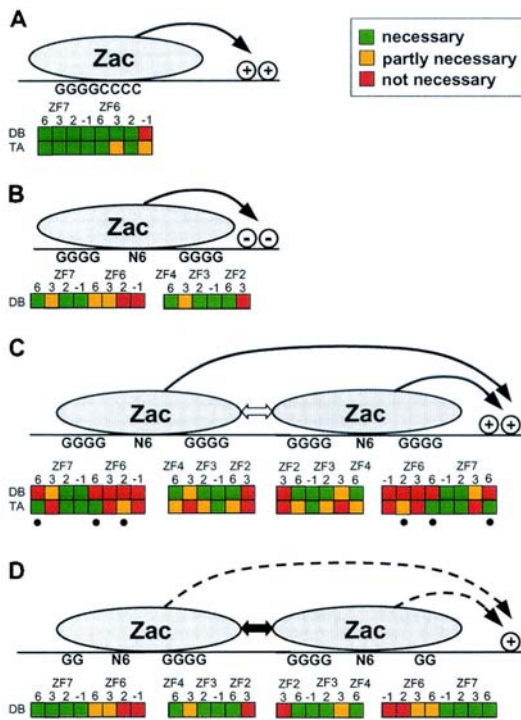 A
Zac
+ +
GGGGCCCC
ZF7 ZF6
6 3 2 -1 6 3 2 -1
DB
TA
necessary
partly necessary
not necessary
B
Zac
- -
GGGG N6 GGGG
ZF7 ZF6 ZF4 ZF3 ZF2
6 3 2 -1 6 3 2 -1 6 3 2 -1 6 3
DB
C
Zac Zac
+ +
GGGG N6 GGGG GGGG N6 GGGG
ZF7 ZF6 ZF4 ZF3 ZF2 ZF2 ZF3 ZF4 ZF6 ZF7
6 3 2 -1 6 3 2 -1 6 3 2 -1 6 3 3 6 -1 2 3 6 -1 2 3 6 -1 2 3 6
DB
TA
D
Zac Zac
+
GG N6 GGGG GGGG N6 GG
ZF7 ZF6 ZF4 ZF3 ZF2 ZF2 ZF3 ZF4 ZF6 ZF7
6 3 2 -1 6 3 2 -1 6 3 2 -1 6 3 3 6 -1 2 3 6 -1 2 3 6 -1 2 3 6
DB